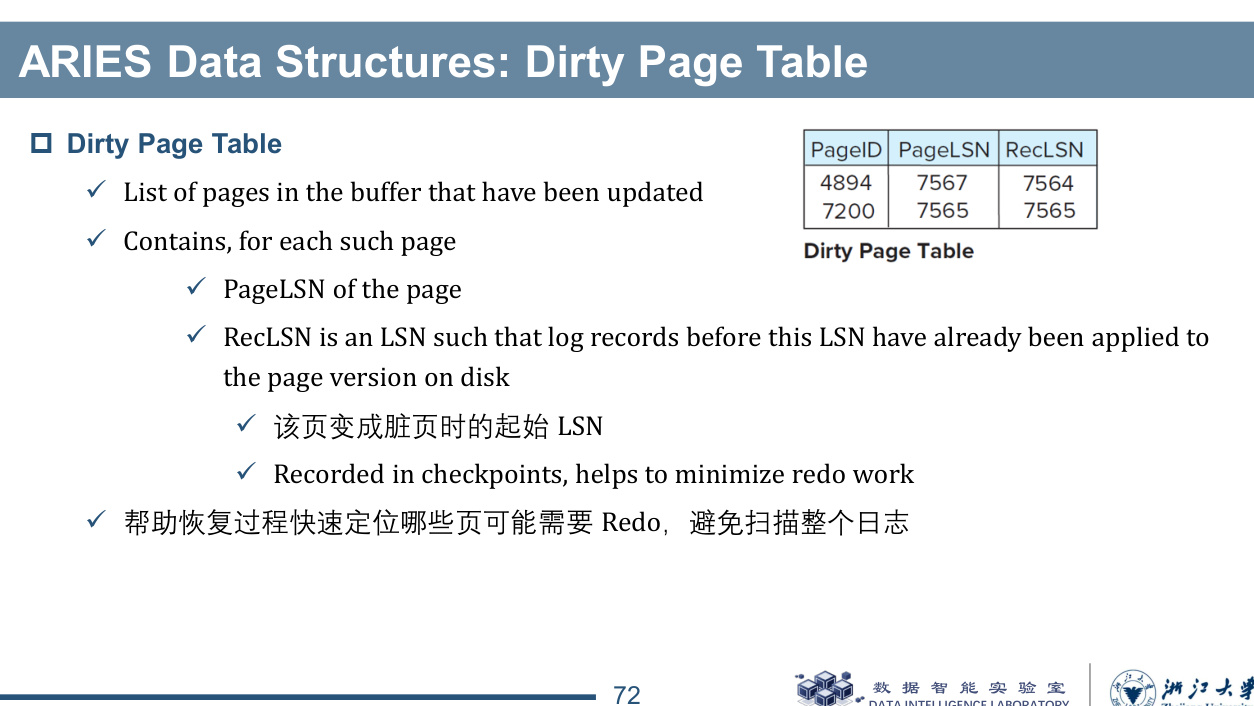 ARIES Data Structures: Dirty Page Table
Dirty Page Table
List of pages in the buffer that have been updated
Contains, for each such page
PageLSN of the page
RecLSN is an LSN such that log records before this LSN have already been applied to
the page version on disk
该页变成脏页时的起始 LSN
Recorded in checkpoints, helps to minimize redo work
帮助恢复过程快速定位哪些页可能需要 Redo，避免扫描整个日志
PageID PageLSN RecLSN
4894 7567 7564
7200 7565 7565
Dirty Page Table
72
数据智能实验室
DATA INTELLIGENCE LABORATORY
浙江大学